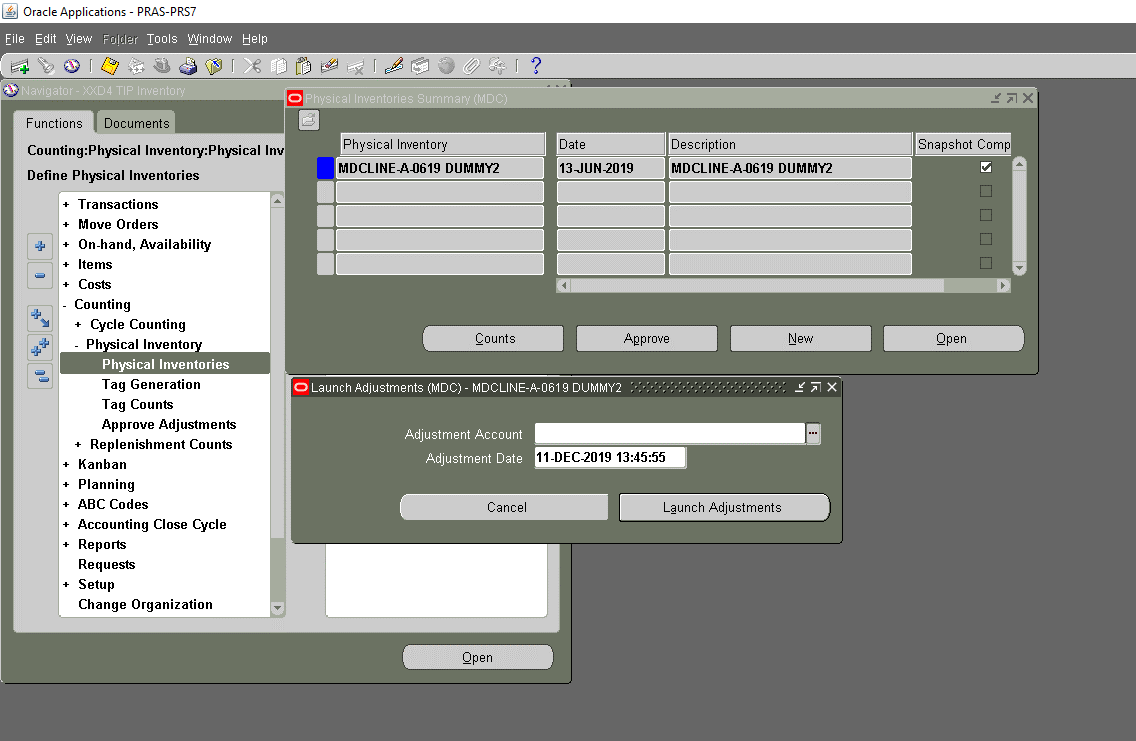 Oracle Applications - PRAS-PRS7
File Edit View Folder Tools Window Help
Navigator - XXD4 TIP Inventory
Functions Documents
Counting:Physical Inventory:Physical Inv
Define Physical Inventories
+ Transactions
+ Move Orders
+ On-hand, Availability
+ Items
+ Costs
- Counting
+ Cycle Counting
- Physical Inventory
Physical Inventories
Tag Generation
Tag Counts
Approve Adjustments
+ Replenishment Counts
+ Kanban
+ Planning
+ ABC Codes
+ Accounting Close Cycle
+ Reports
Requests
+ Setup
Change Organization
Open
Physical Inventories Summary (MDC)
Physical Inventory Date Description Snapshot Comp
MDCLINE-A-0619 DUMMY2 13-JUN-2019 MDCLINE-A-0619 DUMMY2
Counts Approve New Open
Launch Adjustments (MDC) - MDCLINE-A-0619 DUMMY2
Adjustment Account
Adjustment Date 11-DEC-2019 13:45:55
Cancel Launch Adjustments